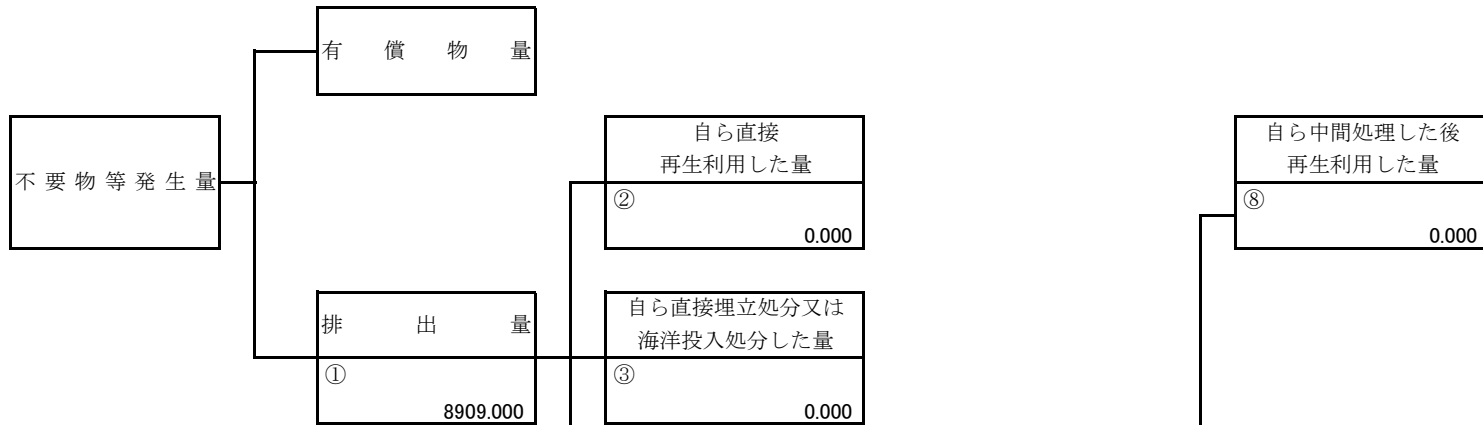 有償物量
不要物等発生量
自ら直接
再生利用した量
②
0.000
自ら中間処理した後
再生利用した量
⑧
0.000
排出量
①
8909.000
自ら直接埋立処分又は
海洋投入処分した量
③
0.000